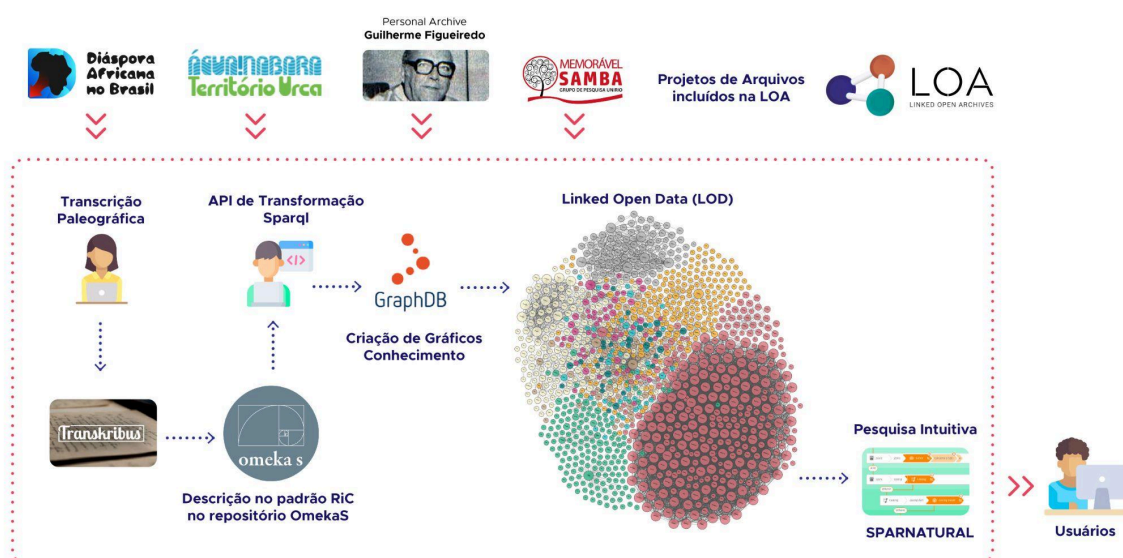 Diáspora
Africana
no Brasil
ÁGUA!NABARA
Território Urca
Personal Archive
Guilherme Figueiredo
MEMORÁVEL
SAMBA
GRUPO DE PESQUISA UNIRIO
Projetos de Arquivos
incluídos na LOA
LOA
LINKED OPEN ARCHIVES
Transcrição
Paleográfica
API de Transformação
Sparql
</>
GraphDB
Criação de Gráficos
Conhecimento
Linked Open Data (LOD)
Transkribus
omeka s
Descrição no padrão RiC
no repositório OmekaS
Pesquisa Intuitiva
SPARNATURAL
Usuários